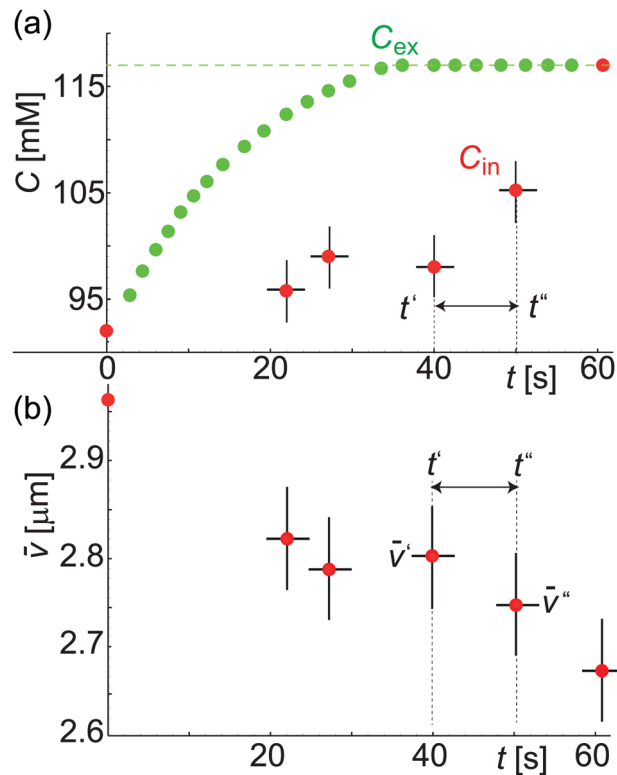 (a)
C_ex
115
C [mM]
105
C_in
95
t‘ t“
0 20 40 t [s] 60
(b)
2.9
t‘ t“
v̄ [μm]
2.8
v̄‘
v̄“
2.7
2.6
20 40 t [s] 60